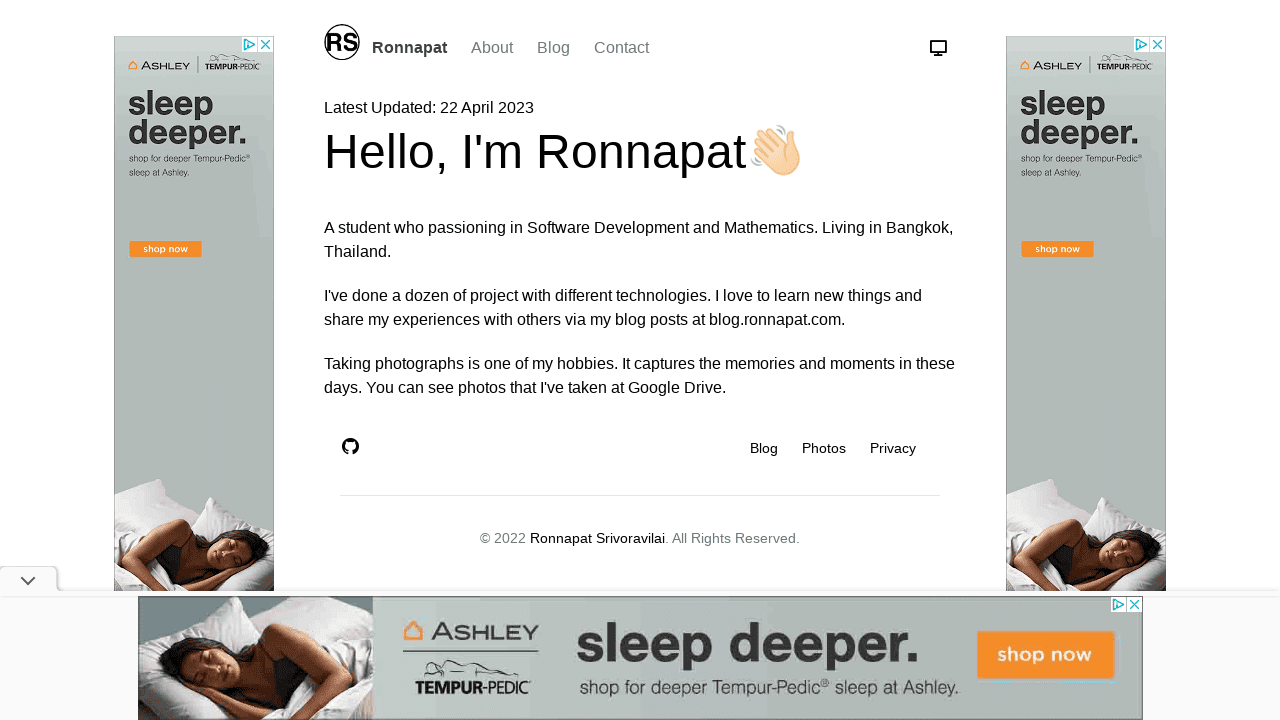 RS Ronnapat About Blog Contact
Latest Updated: 22 April 2023
Hello, I'm Ronnapat
A student who passioning in Software Development and Mathematics. Living in Bangkok,
Thailand.
I've done a dozen of project with different technologies. I love to learn new things and
share my experiences with others via my blog posts at blog.ronnapat.com.
Taking photographs is one of my hobbies. It captures the memories and moments in these
days. You can see photos that I've taken at Google Drive.
Blog Photos Privacy
© 2022 Ronnapat Srivoravilai. All Rights Reserved.
ASHLEY TEMPUR-PEDIC
sleep
deeper.
shop for deeper Tempur-Pedic®
sleep at Ashley.
shop now
ASHLEY TEMPUR-PEDIC
sleep
deeper.
shop for deeper Tempur-Pedic®
sleep at Ashley.
shop now
ASHLEY
TEMPUR-PEDIC
sleep deeper.
shop for deeper Tempur-Pedic® sleep at Ashley.
shop now